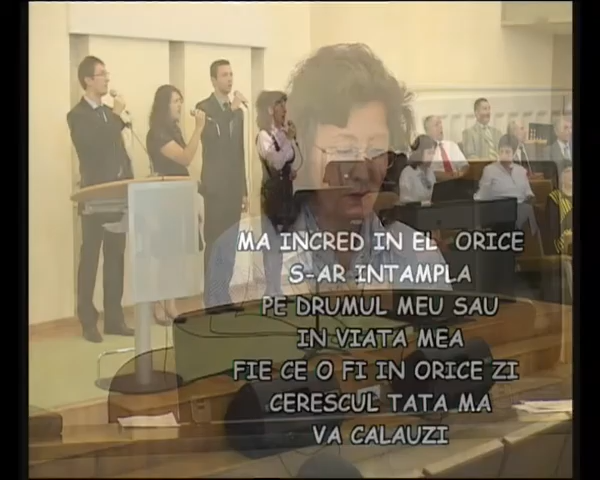 MA INCRED IN EL ORICE
S-AR INTAMPLA
PE DRUMUL MEU SAU
IN VIATA MEA
FIE CE O FI IN ORICE ZI
CERESCUL TATA MA
VA CALAUZI